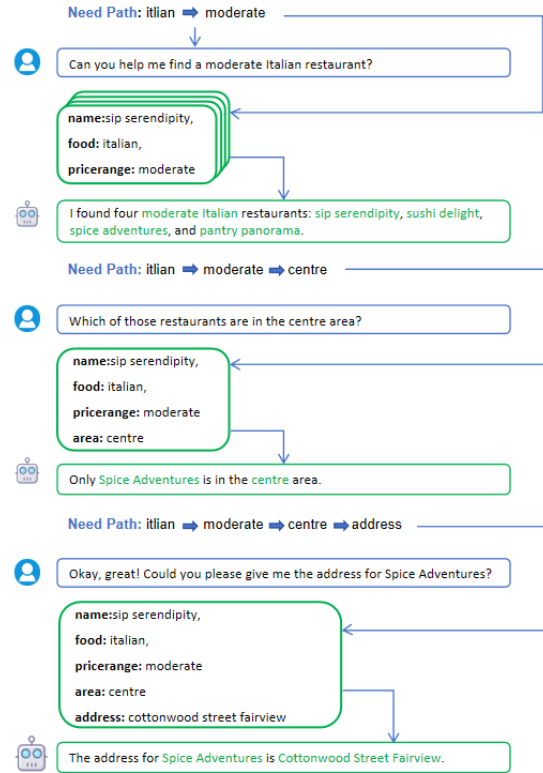 Need Path: itlian ➡ moderate
Can you help me find a moderate Italian restaurant?
name:sip serendipity,
food: italian,
pricerange: moderate
I found four moderate Italian restaurants: sip serendipity, sushi delight,
spice adventures, and pantry panorama.
Need Path: itlian ➡ moderate ➡ centre
Which of those restaurants are in the centre area?
name:sip serendipity,
food: italian,
pricerange: moderate
area: centre
Only Spice Adventures is in the centre area.
Need Path: itlian ➡ moderate ➡ centre ➡ address
Okay, great! Could you please give me the address for Spice Adventures?
name:sip serendipity,
food: italian,
pricerange: moderate
area: centre
address: cottonwood street fairview
The address for Spice Adventures is Cottonwood Street Fairview.